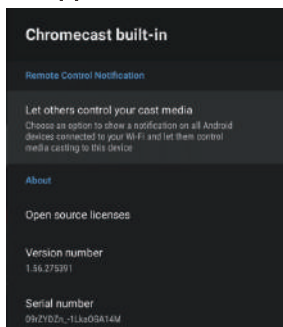 Chromecast built-in
Remote Control Notification
Let others control your cast media
Choose an option to show a notification on all Android
devices connected to your Wi-Fi and let them control
media casting to this device
About
Open source licenses
Version number
1.56.275391
Serial number